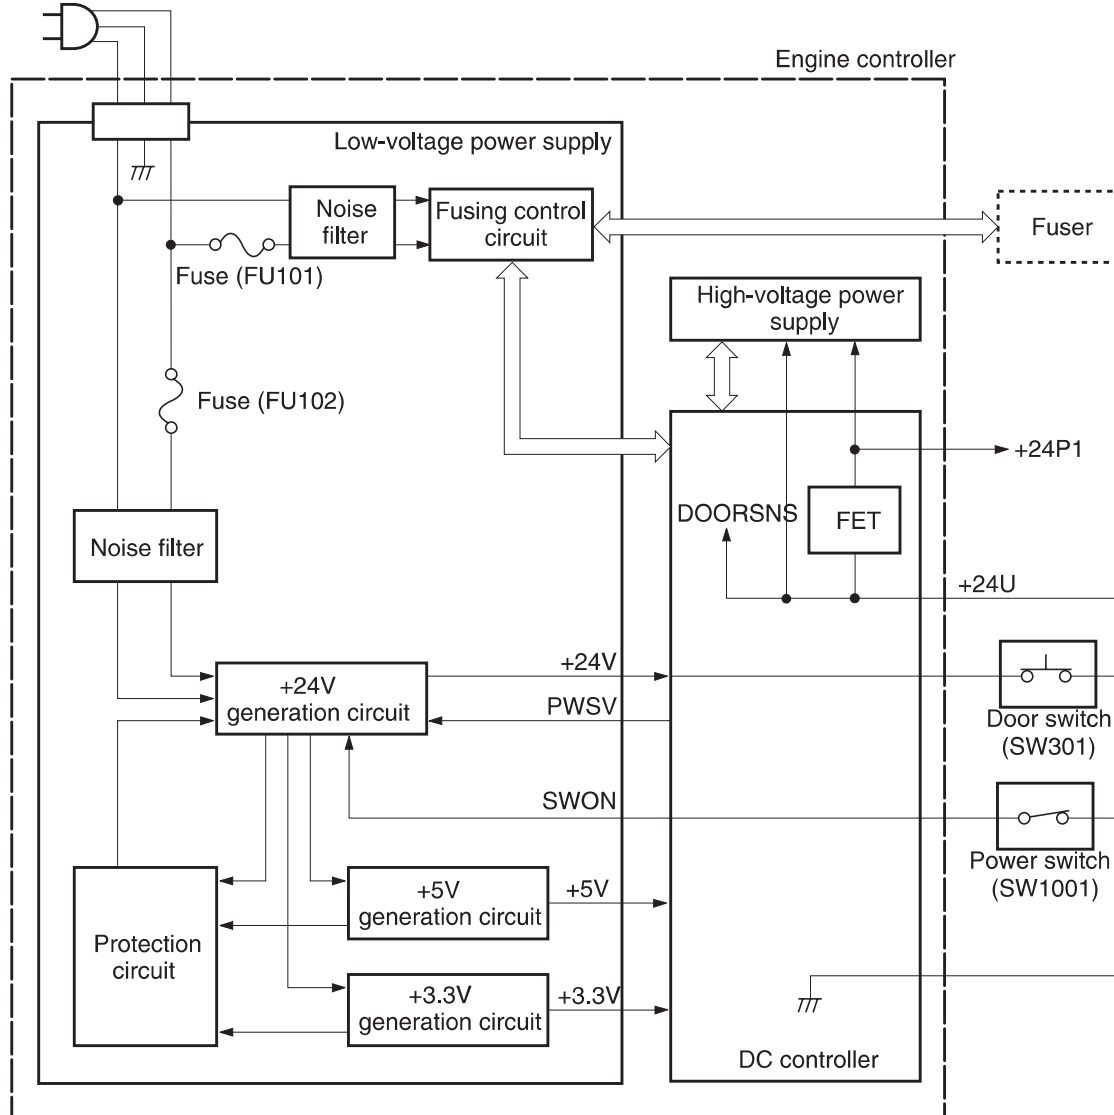 Engine controller
Low-voltage power supply
Noise
filter
Fusing control
circuit
Fuser
Fuse (FU101)
High-voltage power
supply
Fuse (FU102)
+24P1
DOORSNS
FET
Noise filter
+24U
+24V
+24V
generation circuit
PWSV
Door switch
(SW301)
SWON
Power switch
(SW1001)
+5V
generation circuit
+5V
Protection
circuit
+3.3V
generation circuit
+3.3V
DC controller